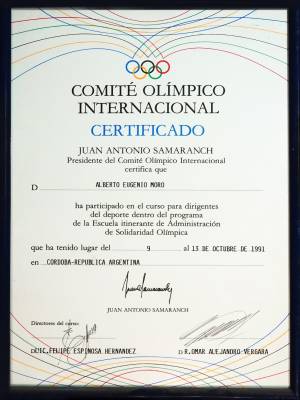 COMITÉ OLÍMPICO
INTERNACIONAL
CERTIFICADO
JUAN ANTONIO SAMARANCH
Presidente del Comité Olímpico Internacional
certifica que
D ALBERTO EUGENIO MORO
ha participado en el curso para dirigentes
del deporte dentro del programa
de la Escuela itinerante de Administración
de Solidaridad Olímpica
que ha tenido lugar del 9 al 13 DE OCTUBRE DE 1991
en CORDOBA-REPUBLICA ARGENTINA
JUAN ANTONIO SAMARANCH
Directores del curso:
FELIPE ESPINOSA HERNANDEZ R.OMAR ALEJANDRO VERGARA